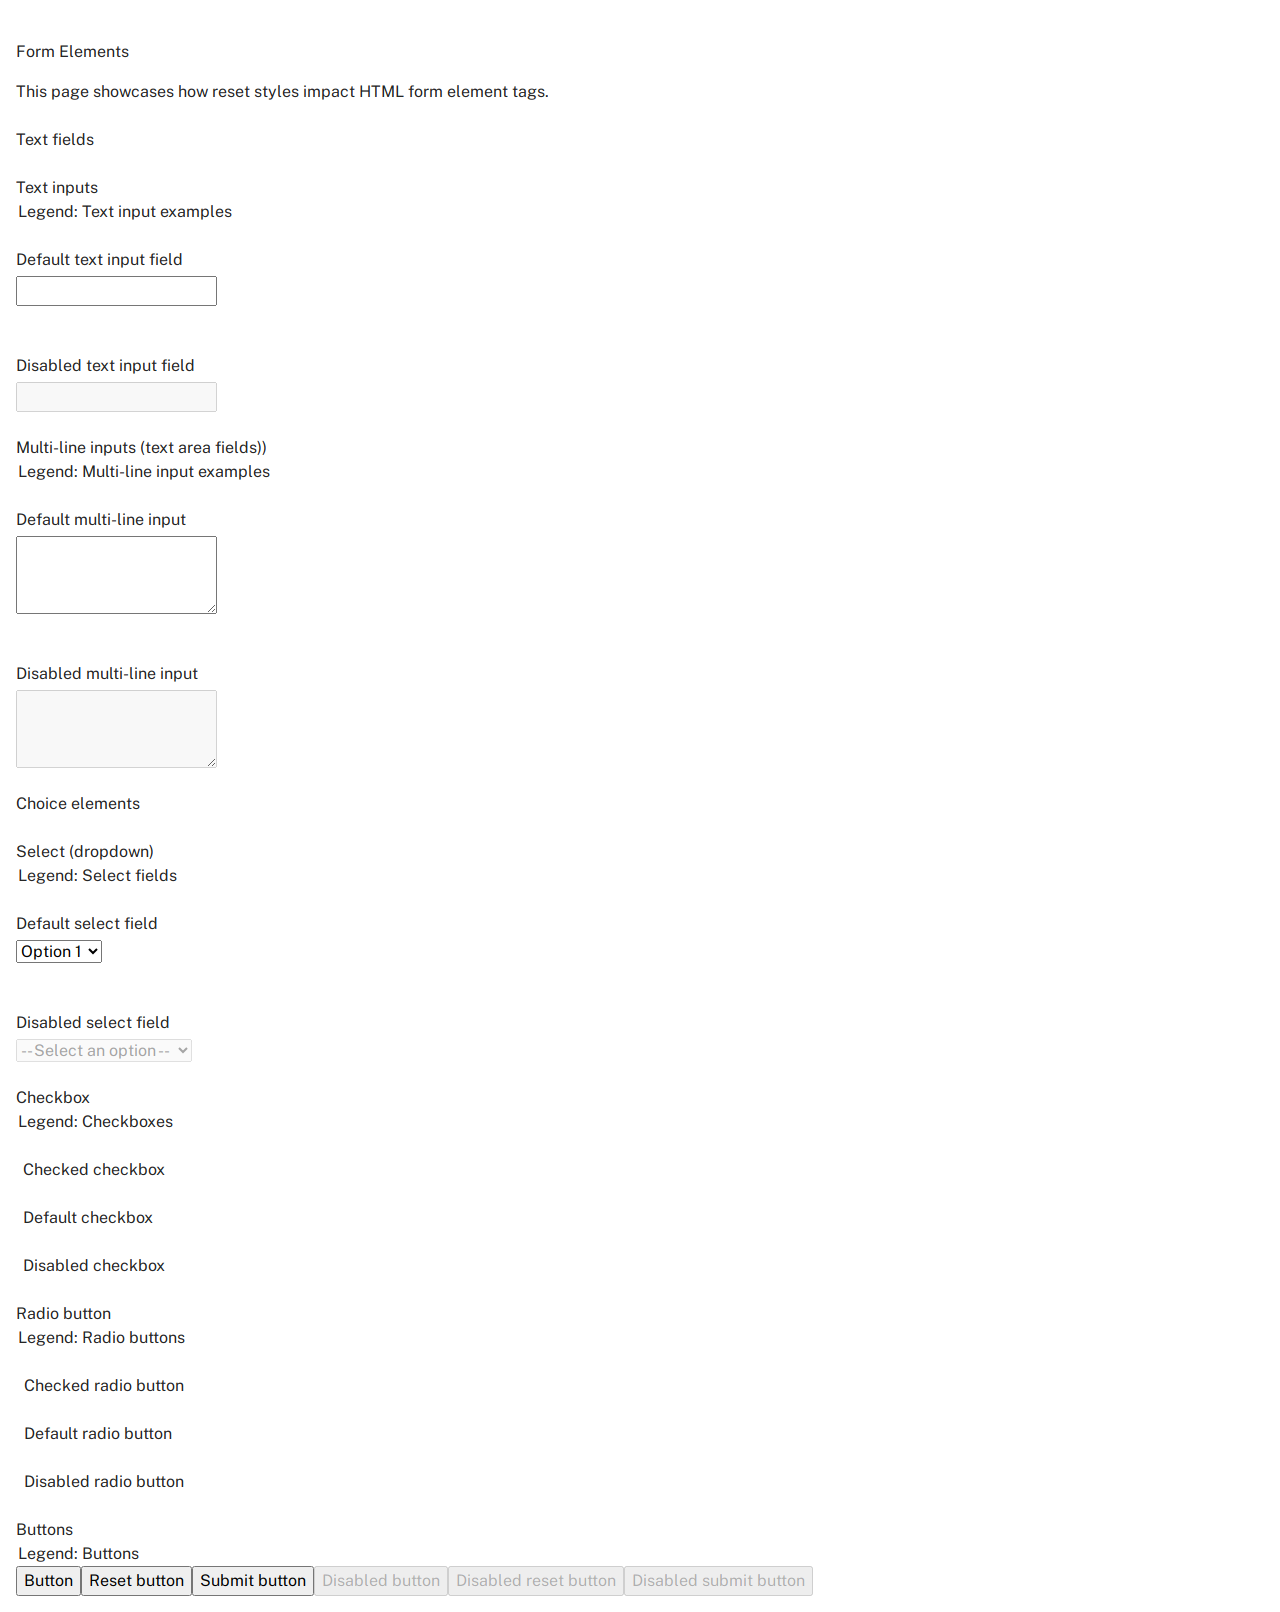 Form Elements
This page showcases how reset styles impact HTML form element tags.
Text fields
Text inputs
Legend: Text input examples
Default text input field
Disabled text input field
Multi-line inputs (text area fields))
Legend: Multi-line input examples
Default multi-line input
Disabled multi-line input
Choice elements
Select (dropdown)
Legend: Select fields
Default select field
Option 1
Disabled select field
--Select an option--
Checkbox
Legend: Checkboxes
Checked checkbox
Default checkbox
Disabled checkbox
Radio button
Legend: Radio buttons
Checked radio button
Default radio button
Disabled radio button
Buttons
Legend: Buttons
Button Reset button Submit button Disabled button Disabled reset button Disabled submit button